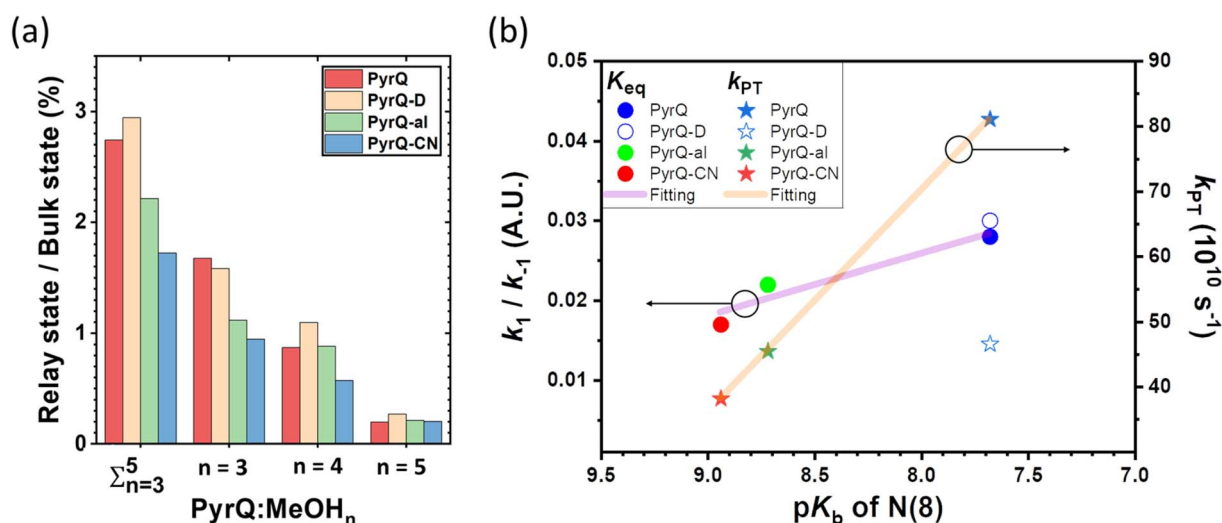 (a)
Relay state / Bulk state (%)
3
2
1
0
PyrQ
PyrQ-D
PyrQ-al
PyrQ-CN
Σ⁵ₙ₌₃
n = 3
n = 4
n = 5
PyrQ:MeOHₙ
(b)
k₁ / k₋₁ (A.U.)
0.05
0.04
0.03
0.02
0.01
Keq kPT
PyrQ PyrQ
PyrQ-D PyrQ-D
PyrQ-al PyrQ-al
PyrQ-CN PyrQ-CN
Fitting Fitting
90
80
70
60
50
40
kPT (10¹⁰ s⁻¹)
9.5 9.0 8.5 8.0 7.5 7.0
pKb of N(8)